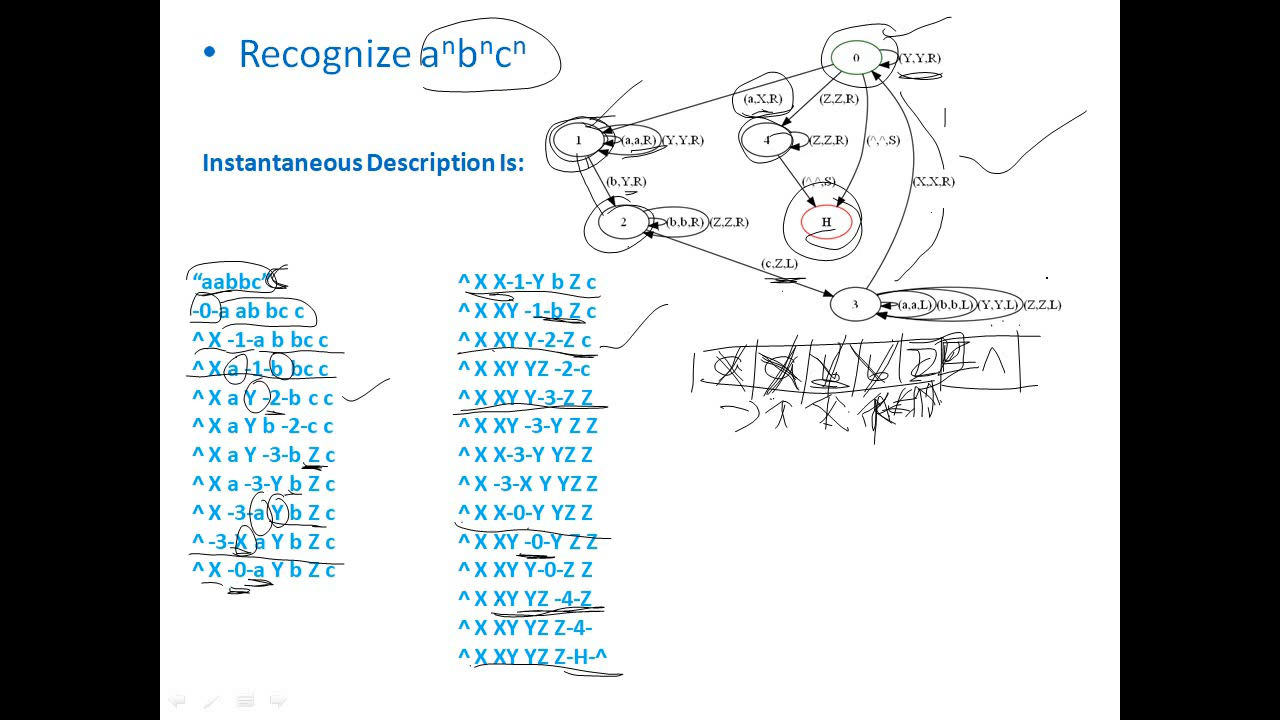 • Recognize aⁿbⁿcⁿ
Instantaneous Description Is:
"aabbc"
-0-a ab bc c
^ X -1-a b bc c
^ X a -1-b bc c
^ X a Y -2-b c c
^ X a Y b -2-c c
^ X a Y -3-b Z c
^ X a -3-Y b Z c
^ X -3-a Y b Z c
^ -3-X a Y b Z c
^ X -0-a Y b Z c
^ X X-1-Y b Z c
^ X XY -1-b Z c
^ X XY Y-2-Z c
^ X XY YZ -2-c
^ X XY Y-3-Z Z
^ X XY -3-Y Z Z
^ X X-3-Y YZ Z
^ X -3-X Y YZ Z
^ X X-0-Y YZ Z
^ X XY -0-Y Z Z
^ X XY Y-0-Z Z
^ X XY YZ -4-Z
^ X XY YZ Z-4-
^ X XY YZ Z-H-^
0
(Y,Y,R)
(a,X,R)
(Z,Z,R)
1
(a,a,R)
(Y,Y,R)
4
(Z,Z,R)
(^,^,S)
(b,Y,R)
(^,^,S)
(X,X,R)
2
(b,b,R)
(Z,Z,R)
H
(c,Z,L)
3
(a,a,L)
(b,b,L)
(Y,Y,L)
(Z,Z,L)
^